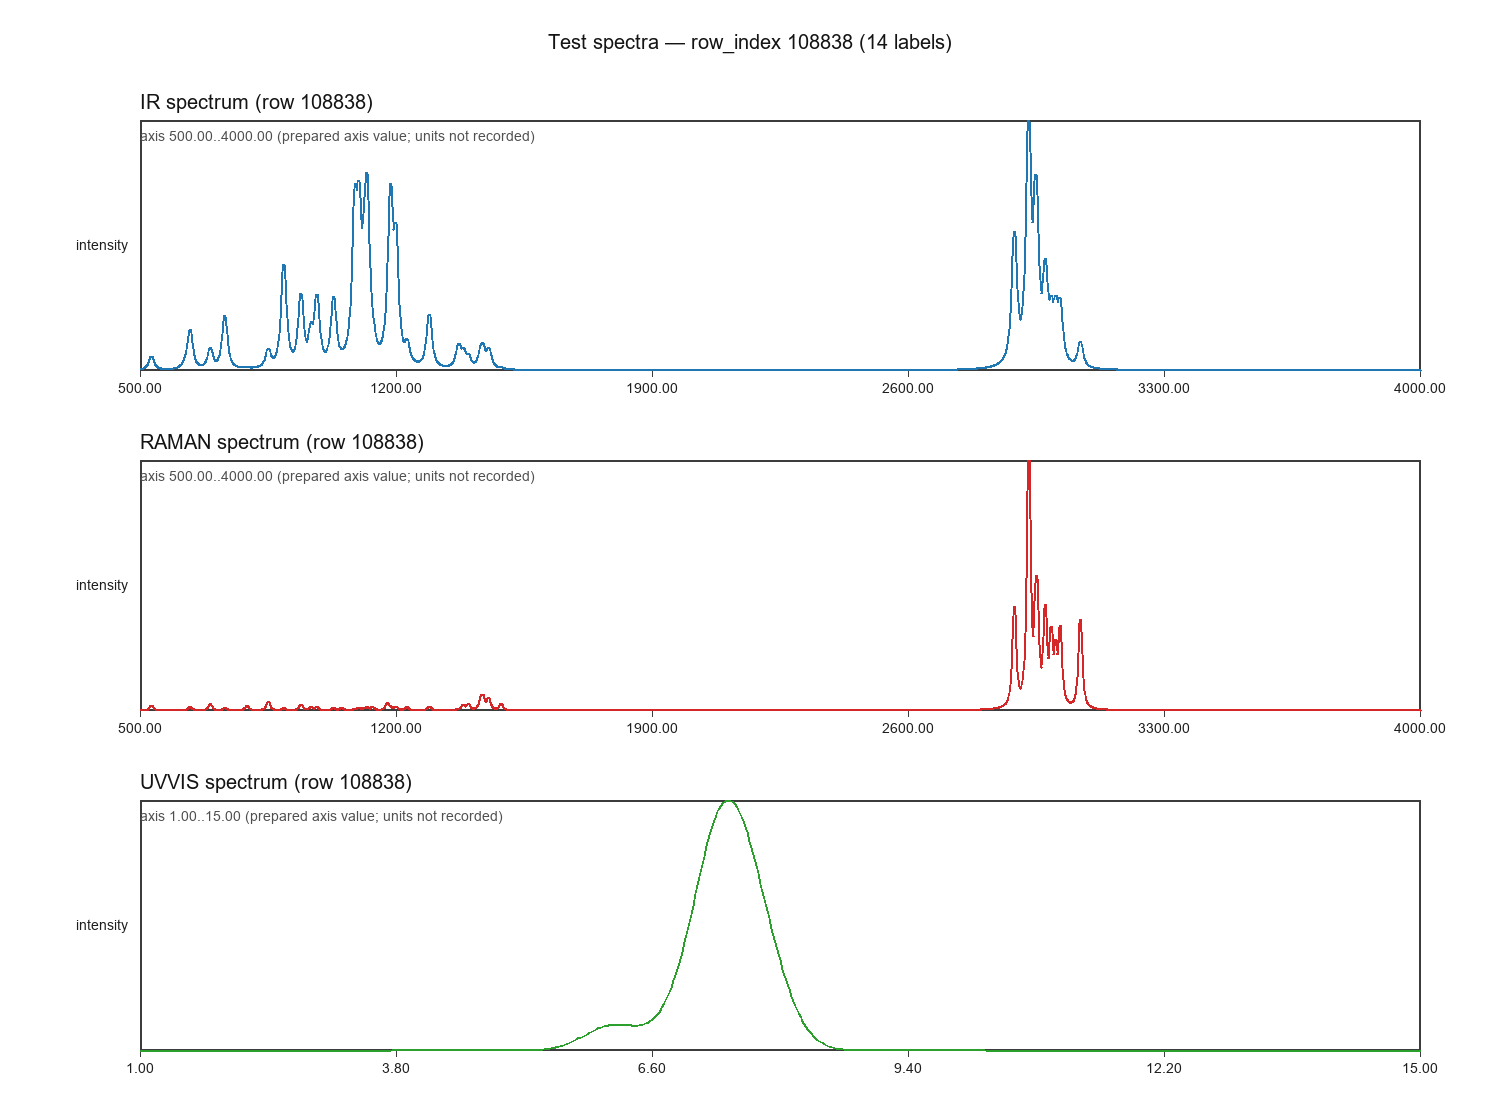 Test spectra — row_index 108838 (14 labels)
IR spectrum (row 108838)
axis 500.00..4000.00 (prepared axis value; units not recorded)
intensity
500.00 1200.00 1900.00 2600.00 3300.00 4000.00
RAMAN spectrum (row 108838)
axis 500.00..4000.00 (prepared axis value; units not recorded)
intensity
500.00 1200.00 1900.00 2600.00 3300.00 4000.00
UVVIS spectrum (row 108838)
axis 1.00..15.00 (prepared axis value; units not recorded)
intensity
1.00 3.80 6.60 9.40 12.20 15.00